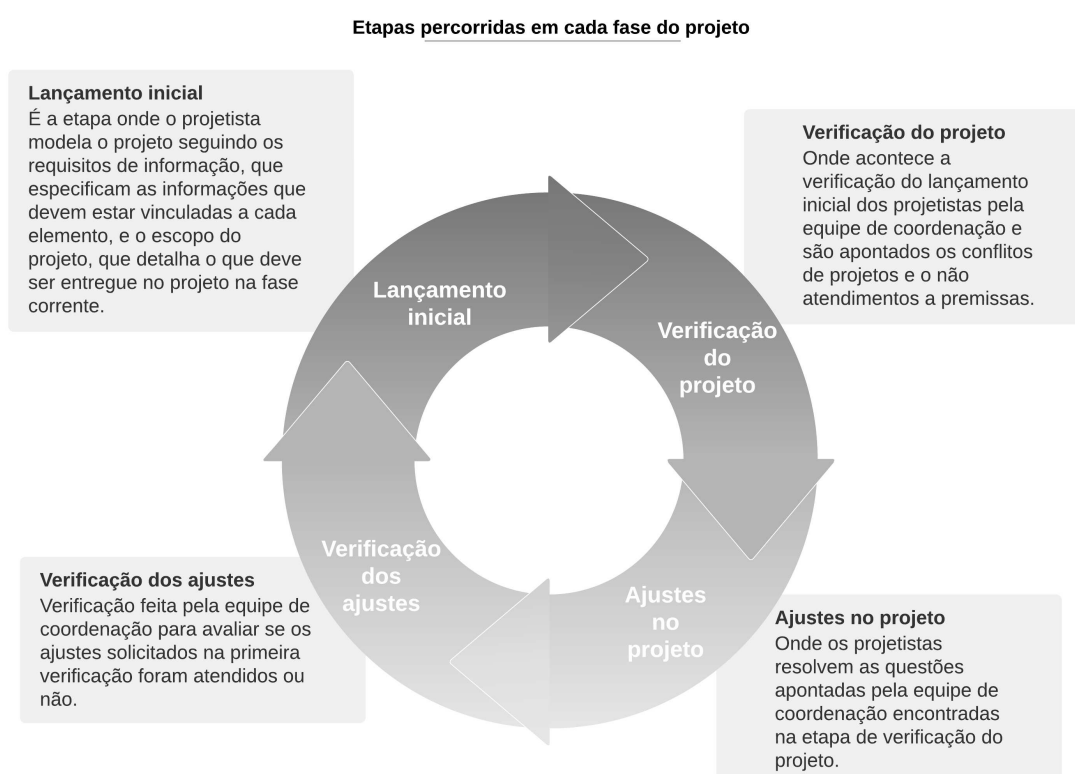 Etapas percorridas em cada fase do projeto
Lançamento inicial
É a etapa onde o projetista
modela o projeto seguindo os
requisitos de informação, que
especificam as informações que
devem estar vinculadas a cada
elemento, e o escopo do
projeto, que detalha o que deve
ser entregue no projeto na fase
corrente.
Verificação do projeto
Onde acontece a
verificação do lançamento
inicial dos projetistas pela
equipe de coordenação e
são apontados os conflitos
de projetos e o não
atendimentos a premissas.
Lançamento
inicial
Verificação
do
projeto
Verificação
dos
ajustes
Ajustes
no
projeto
Verificação dos ajustes
Verificação feita pela equipe de
coordenação para avaliar se os
ajustes solicitados na primeira
verificação foram atendidos ou
não.
Ajustes no projeto
Onde os projetistas
resolvem as questões
apontadas pela equipe de
coordenação encontradas
na etapa de verificação do
projeto.